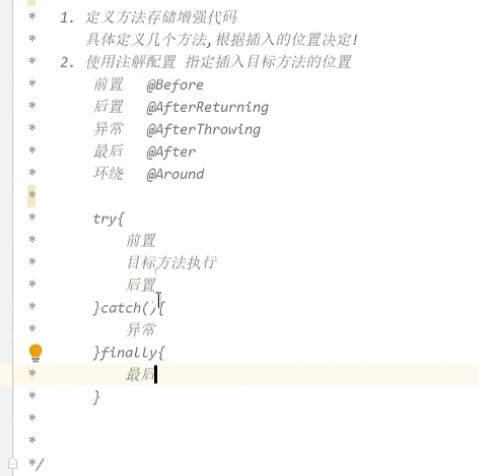 * 1. 定义方法存储增强代码
* 具体定义几个方法,根据插入的位置决定!
* 2. 使用注解配置 指定插入目标方法的位置
* 前置 @Before
* 后置 @AfterReturning
* 异常 @AfterThrowing
* 最后 @After
* 环绕 @Around
*
* try{
* 前置
* 目标方法执行
* 后置
* }catch(){
* 异常
* }finally{
* 最后
* }
*
*
*/